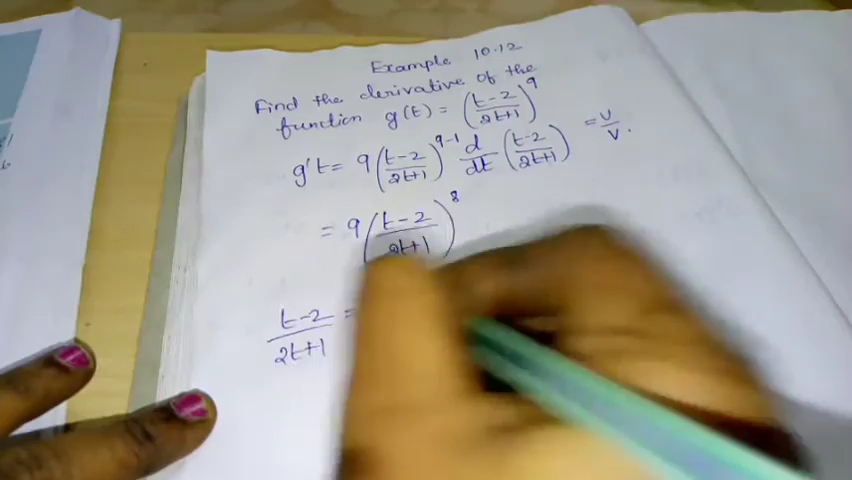 Example 10.12
Find the derivative of the
function g(t) = ((t-2)/(2t+1))^9
g't = 9((t-2)/(2t+1))^(9-1) d/dt ((t-2)/(2t+1)) = u/v.
= 9((t-2)/(2t+1))^8
(t-2)/(2t+1) =